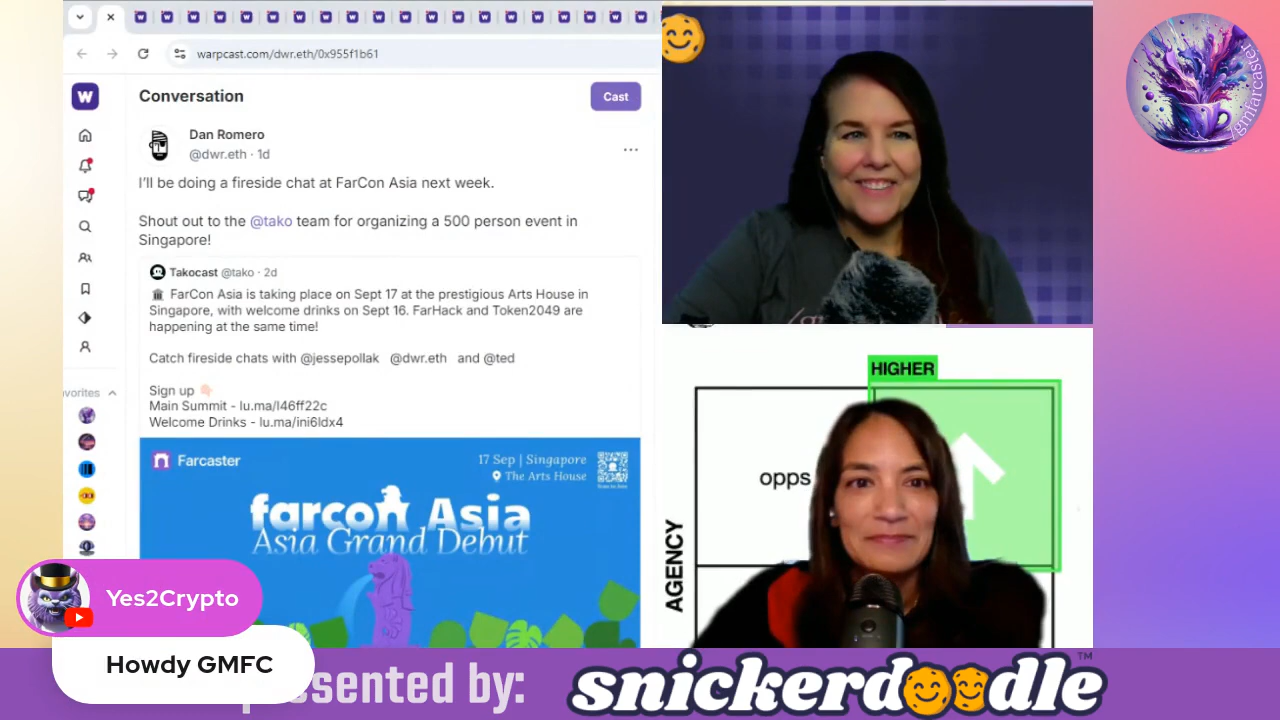 warpcast.com/dwr.eth/0x955f1b61
W
Conversation
Cast
Dan Romero
@dwr.eth · 1d
I'll be doing a fireside chat at FarCon Asia next week.
Shout out to the @tako team for organizing a 500 person event in
Singapore!
Takocast @tako · 2d
FarCon Asia is taking place on Sept 17 at the prestigious Arts House in
Singapore, with welcome drinks on Sept 16. FarHack and Token2049 are
happening at the same time!
Catch fireside chats with @jessepollak @dwr.eth and @ted
Sign up
Main Summit - lu.ma/l46ff22c
Welcome Drinks - lu.ma/ini6ldx4
avorites
Farcaster
17 Sep | Singapore
The Arts House
farcon Asia
Asia Grand Debut
/gmfarcaster
HIGHER
opps
AGENCY
Yes2Crypto
Howdy GMFC
esented by:
snickerdoodle
TM